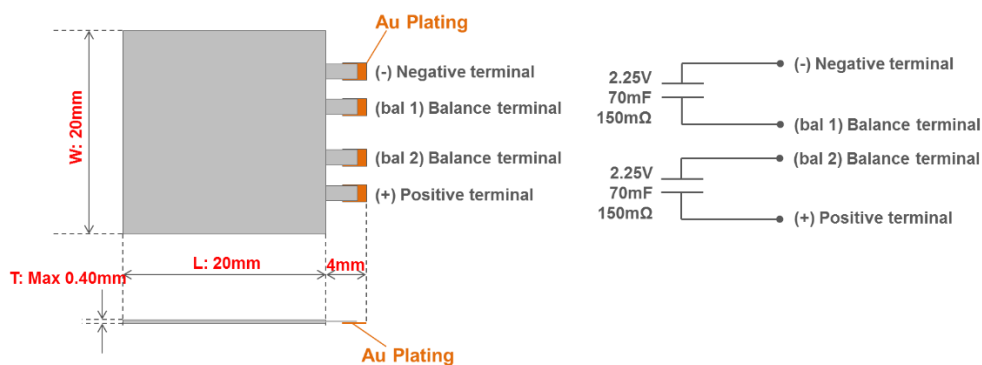 Au Plating
(-) Negative terminal
(bal 1) Balance terminal
(bal 2) Balance terminal
(+) Positive terminal
W: 20mm
L: 20mm
4mm
T: Max 0.40mm
Au Plating
2.25V
70mF
150mΩ
(-) Negative terminal
(bal 1) Balance terminal
2.25V
70mF
150mΩ
(bal 2) Balance terminal
(+) Positive terminal